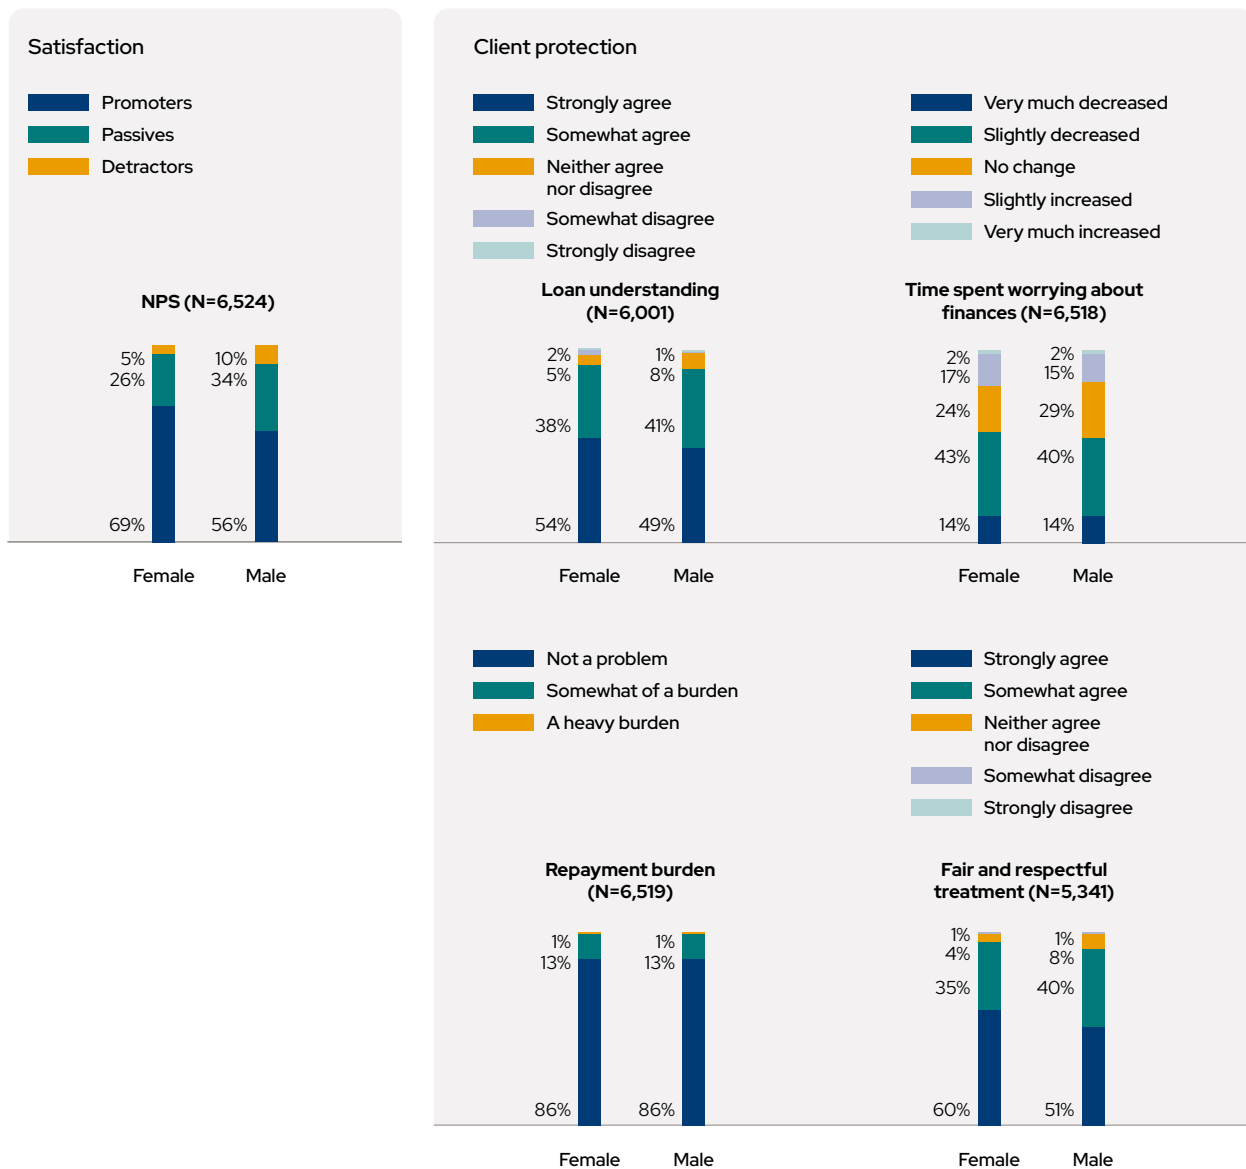 Satisfaction
Promoters
Passives
Detractors
NPS (N=6,524)
5%
26%
69%
10%
34%
56%
Female
Male
Client protection
Strongly agree
Somewhat agree
Neither agree
nor disagree
Somewhat disagree
Strongly disagree
Loan understanding
(N=6,001)
2%
5%
38%
54%
1%
8%
41%
49%
Female
Male
Very much decreased
Slightly decreased
No change
Slightly increased
Very much increased
Time spent worrying about
finances (N=6,518)
2%
17%
24%
43%
14%
2%
15%
29%
40%
14%
Female
Male
Not a problem
Somewhat of a burden
A heavy burden
Repayment burden
(N=6,519)
1%
13%
86%
1%
13%
86%
Female
Male
Strongly agree
Somewhat agree
Neither agree
nor disagree
Somewhat disagree
Strongly disagree
Fair and respectful
treatment (N=5,341)
1%
4%
35%
60%
1%
8%
40%
51%
Female
Male